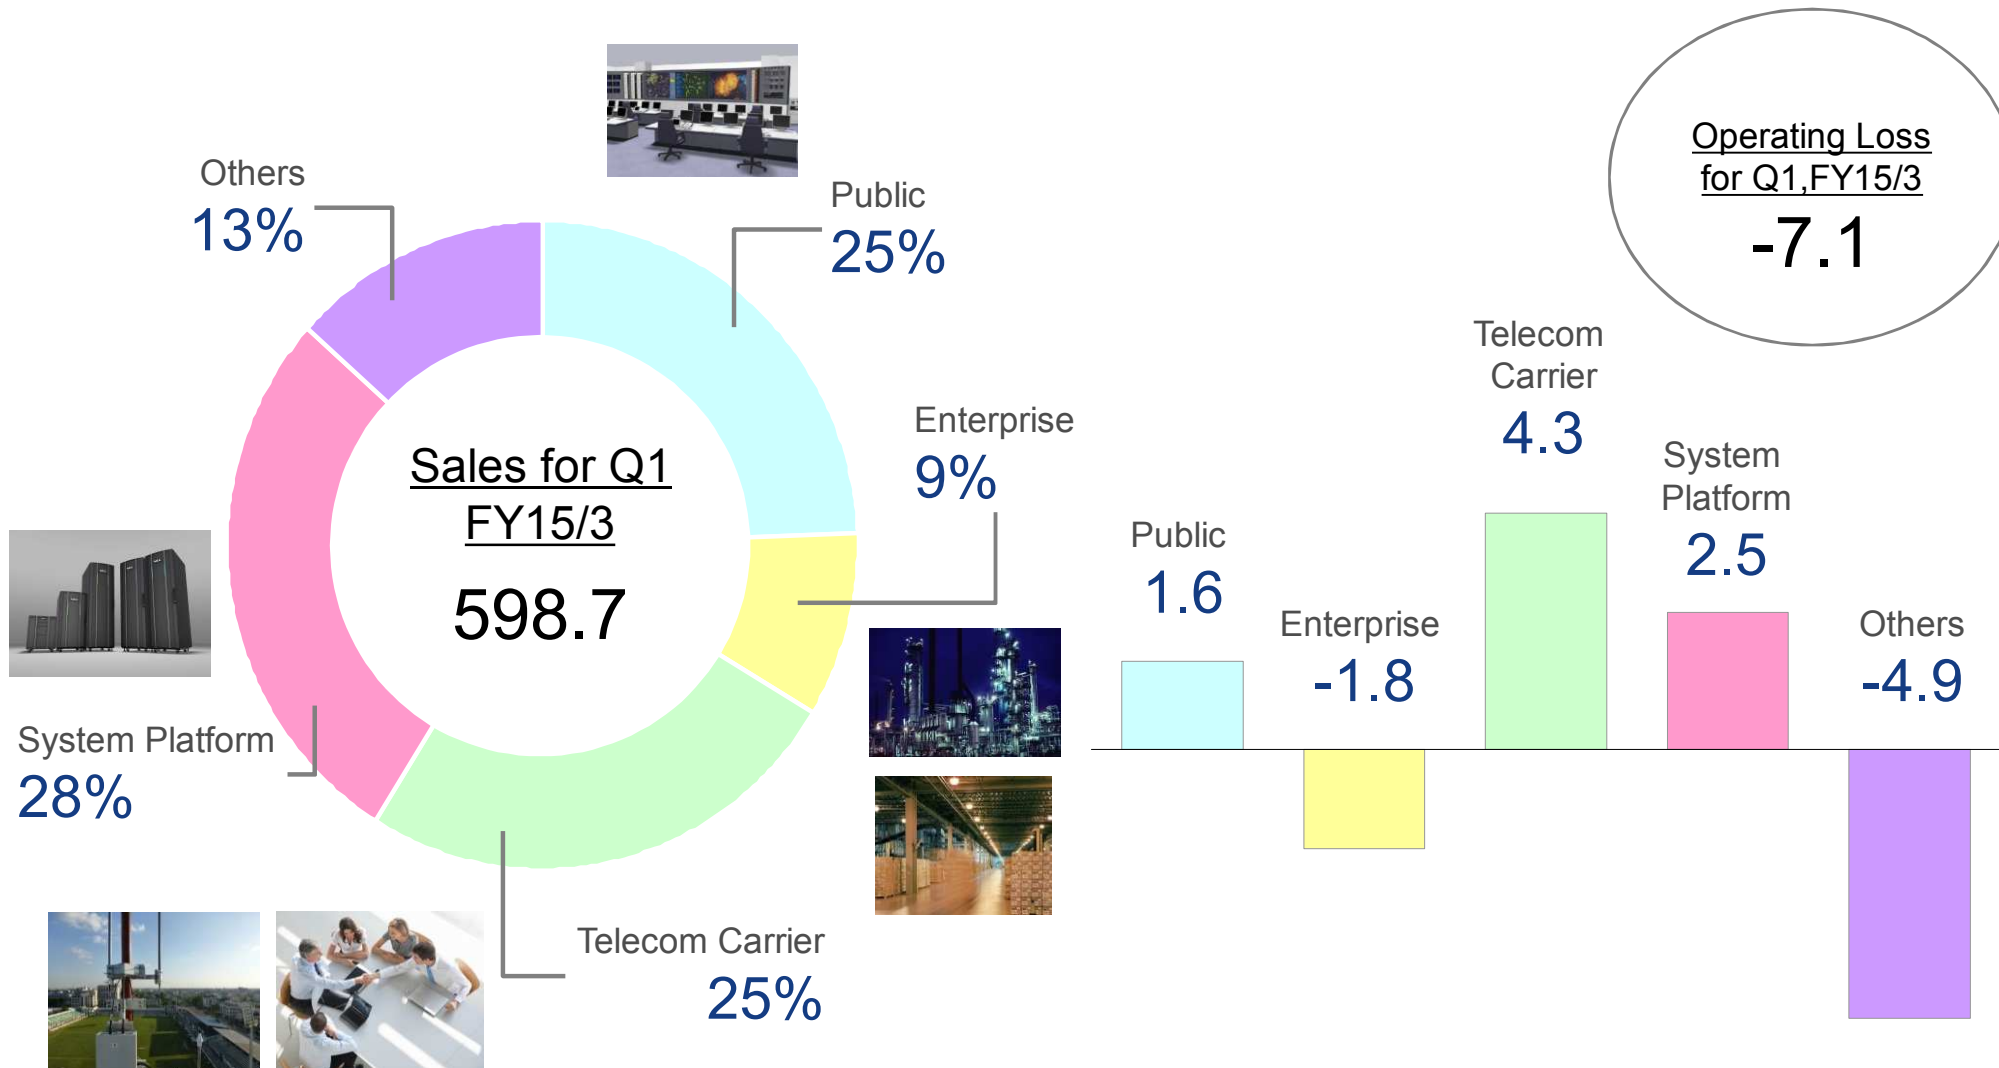 Others
13%
Public
25%
Enterprise
9%
Sales for Q1
FY15/3
598.7
System Platform
28%
Telecom Carrier
25%
Operating Loss
for Q1,FY15/3
-7.1
Public
1.6
Enterprise
-1.8
Telecom
Carrier
4.3
System
Platform
2.5
Others
-4.9